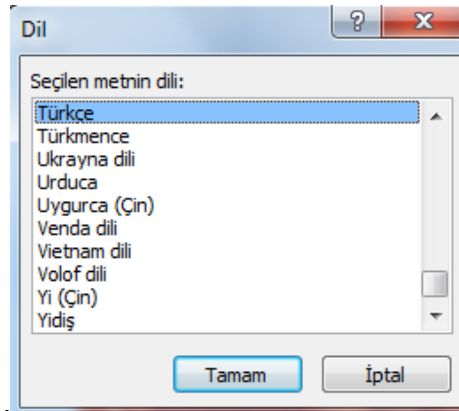 Dil
Seçilen metnin dili:
Türkçe
Türkmence
Ukrayna dili
Urduca
Uygurca (Çin)
Venda dili
Vietnam dili
Volof dili
Yi (Çin)
Yidiş
Tamam
İptal